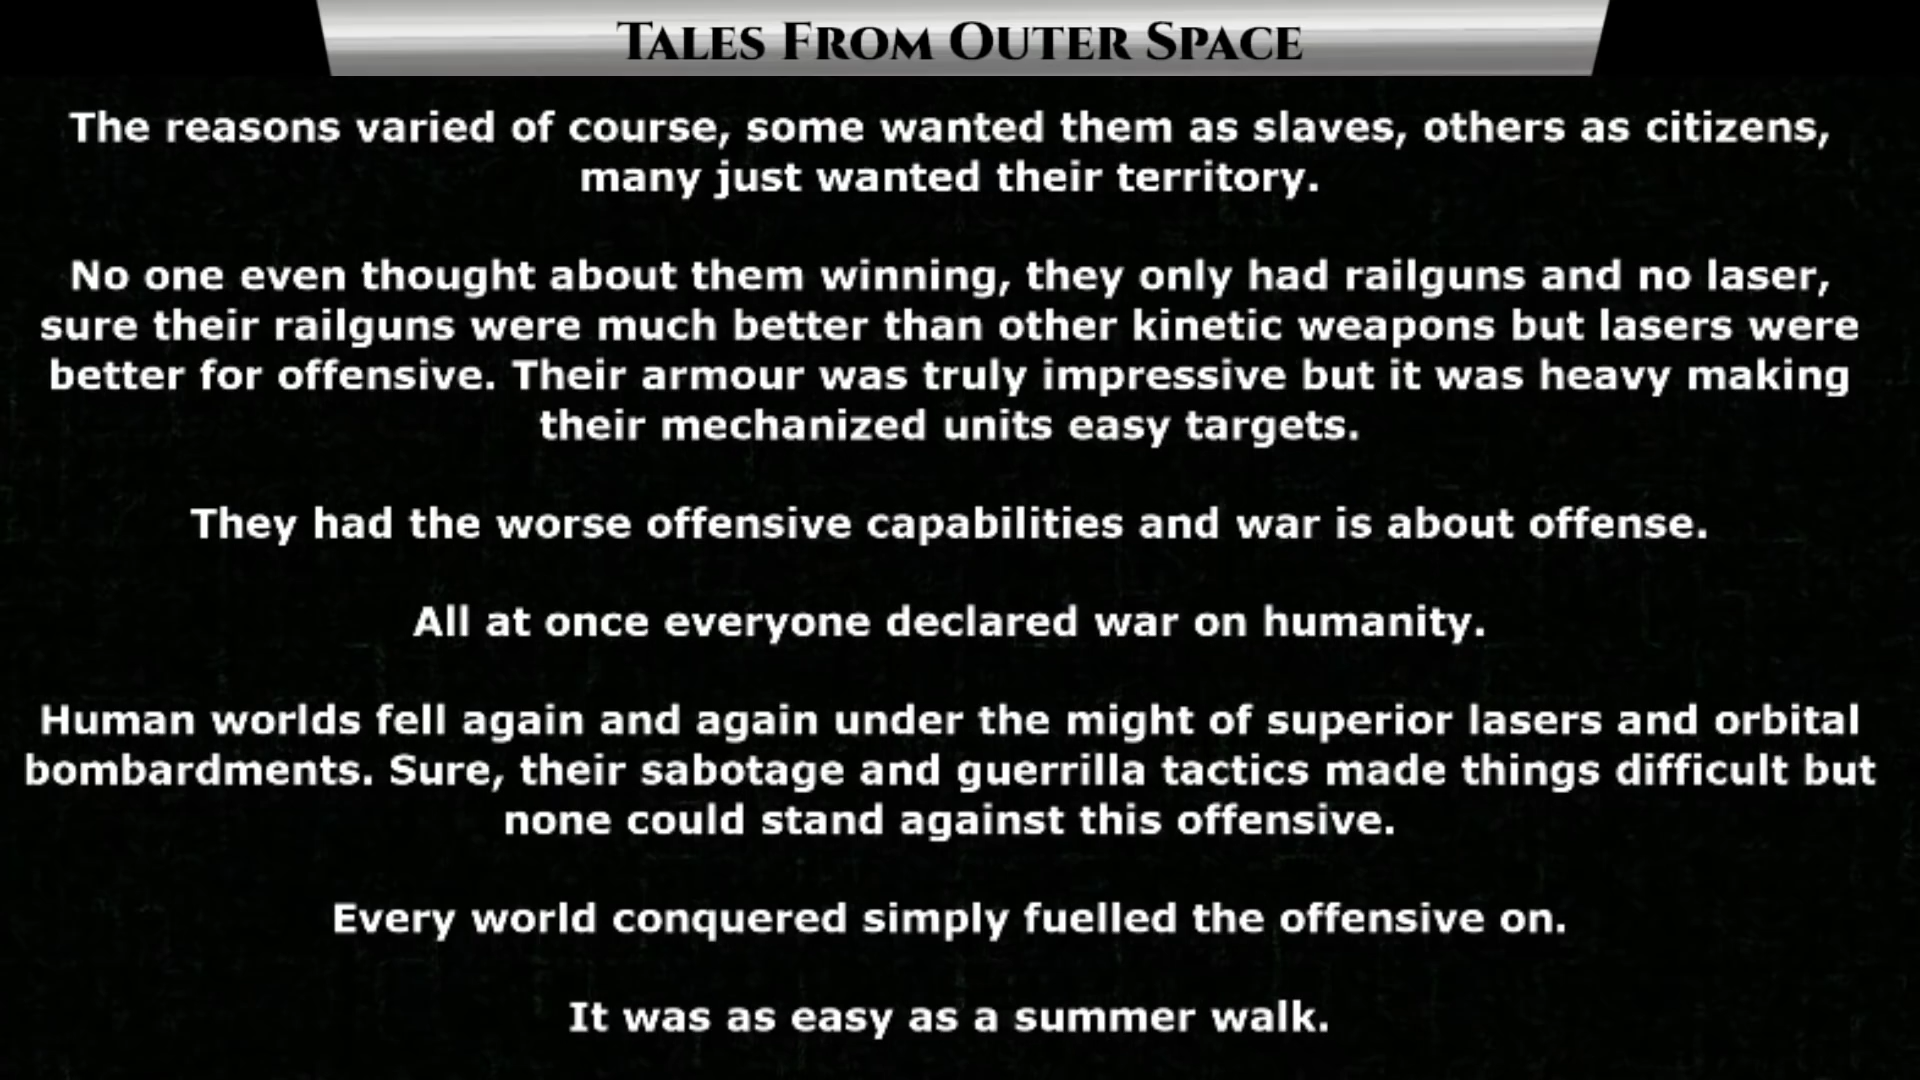 Tales From Outer Space
The reasons varied of course, some wanted them as slaves, others as citizens,
many just wanted their territory.
No one even thought about them winning, they only had railguns and no laser,
sure their railguns were much better than other kinetic weapons but lasers were
better for offensive. Their armour was truly impressive but it was heavy making
their mechanized units easy targets.
They had the worse offensive capabilities and war is about offense.
All at once everyone declared war on humanity.
Human worlds fell again and again under the might of superior lasers and orbital
bombardments. Sure, their sabotage and guerrilla tactics made things difficult but
none could stand against this offensive.
Every world conquered simply fuelled the offensive on.
It was as easy as a summer walk.